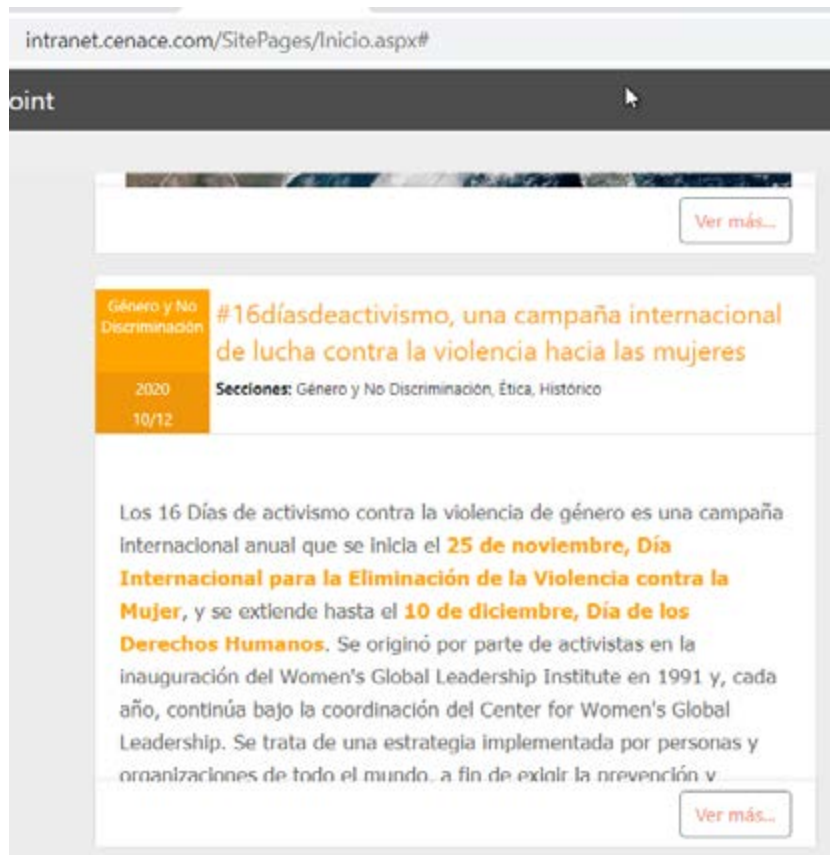 intranet.cenace.com/SitePages/Inicio.aspx#
oint
Ver más...
Género y No
Discriminación
2020
10/12
#16díasdeactivismo, una campaña internacional
de lucha contra la violencia hacia las mujeres
Secciones: Género y No Discriminación, Ética, Histórico
Los 16 Días de activismo contra la violencia de género es una campaña
internacional anual que se inicia el 25 de noviembre, Día
Internacional para la Eliminación de la Violencia contra la
Mujer, y se extiende hasta el 10 de diciembre, Día de los
Derechos Humanos. Se originó por parte de activistas en la
inauguración del Women's Global Leadership Institute en 1991 y, cada
año, continúa bajo la coordinación del Center for Women's Global
Leadership. Se trata de una estrategia implementada por personas y
organizaciones de todo el mundo, a fin de exigir la prevención y
Ver más...